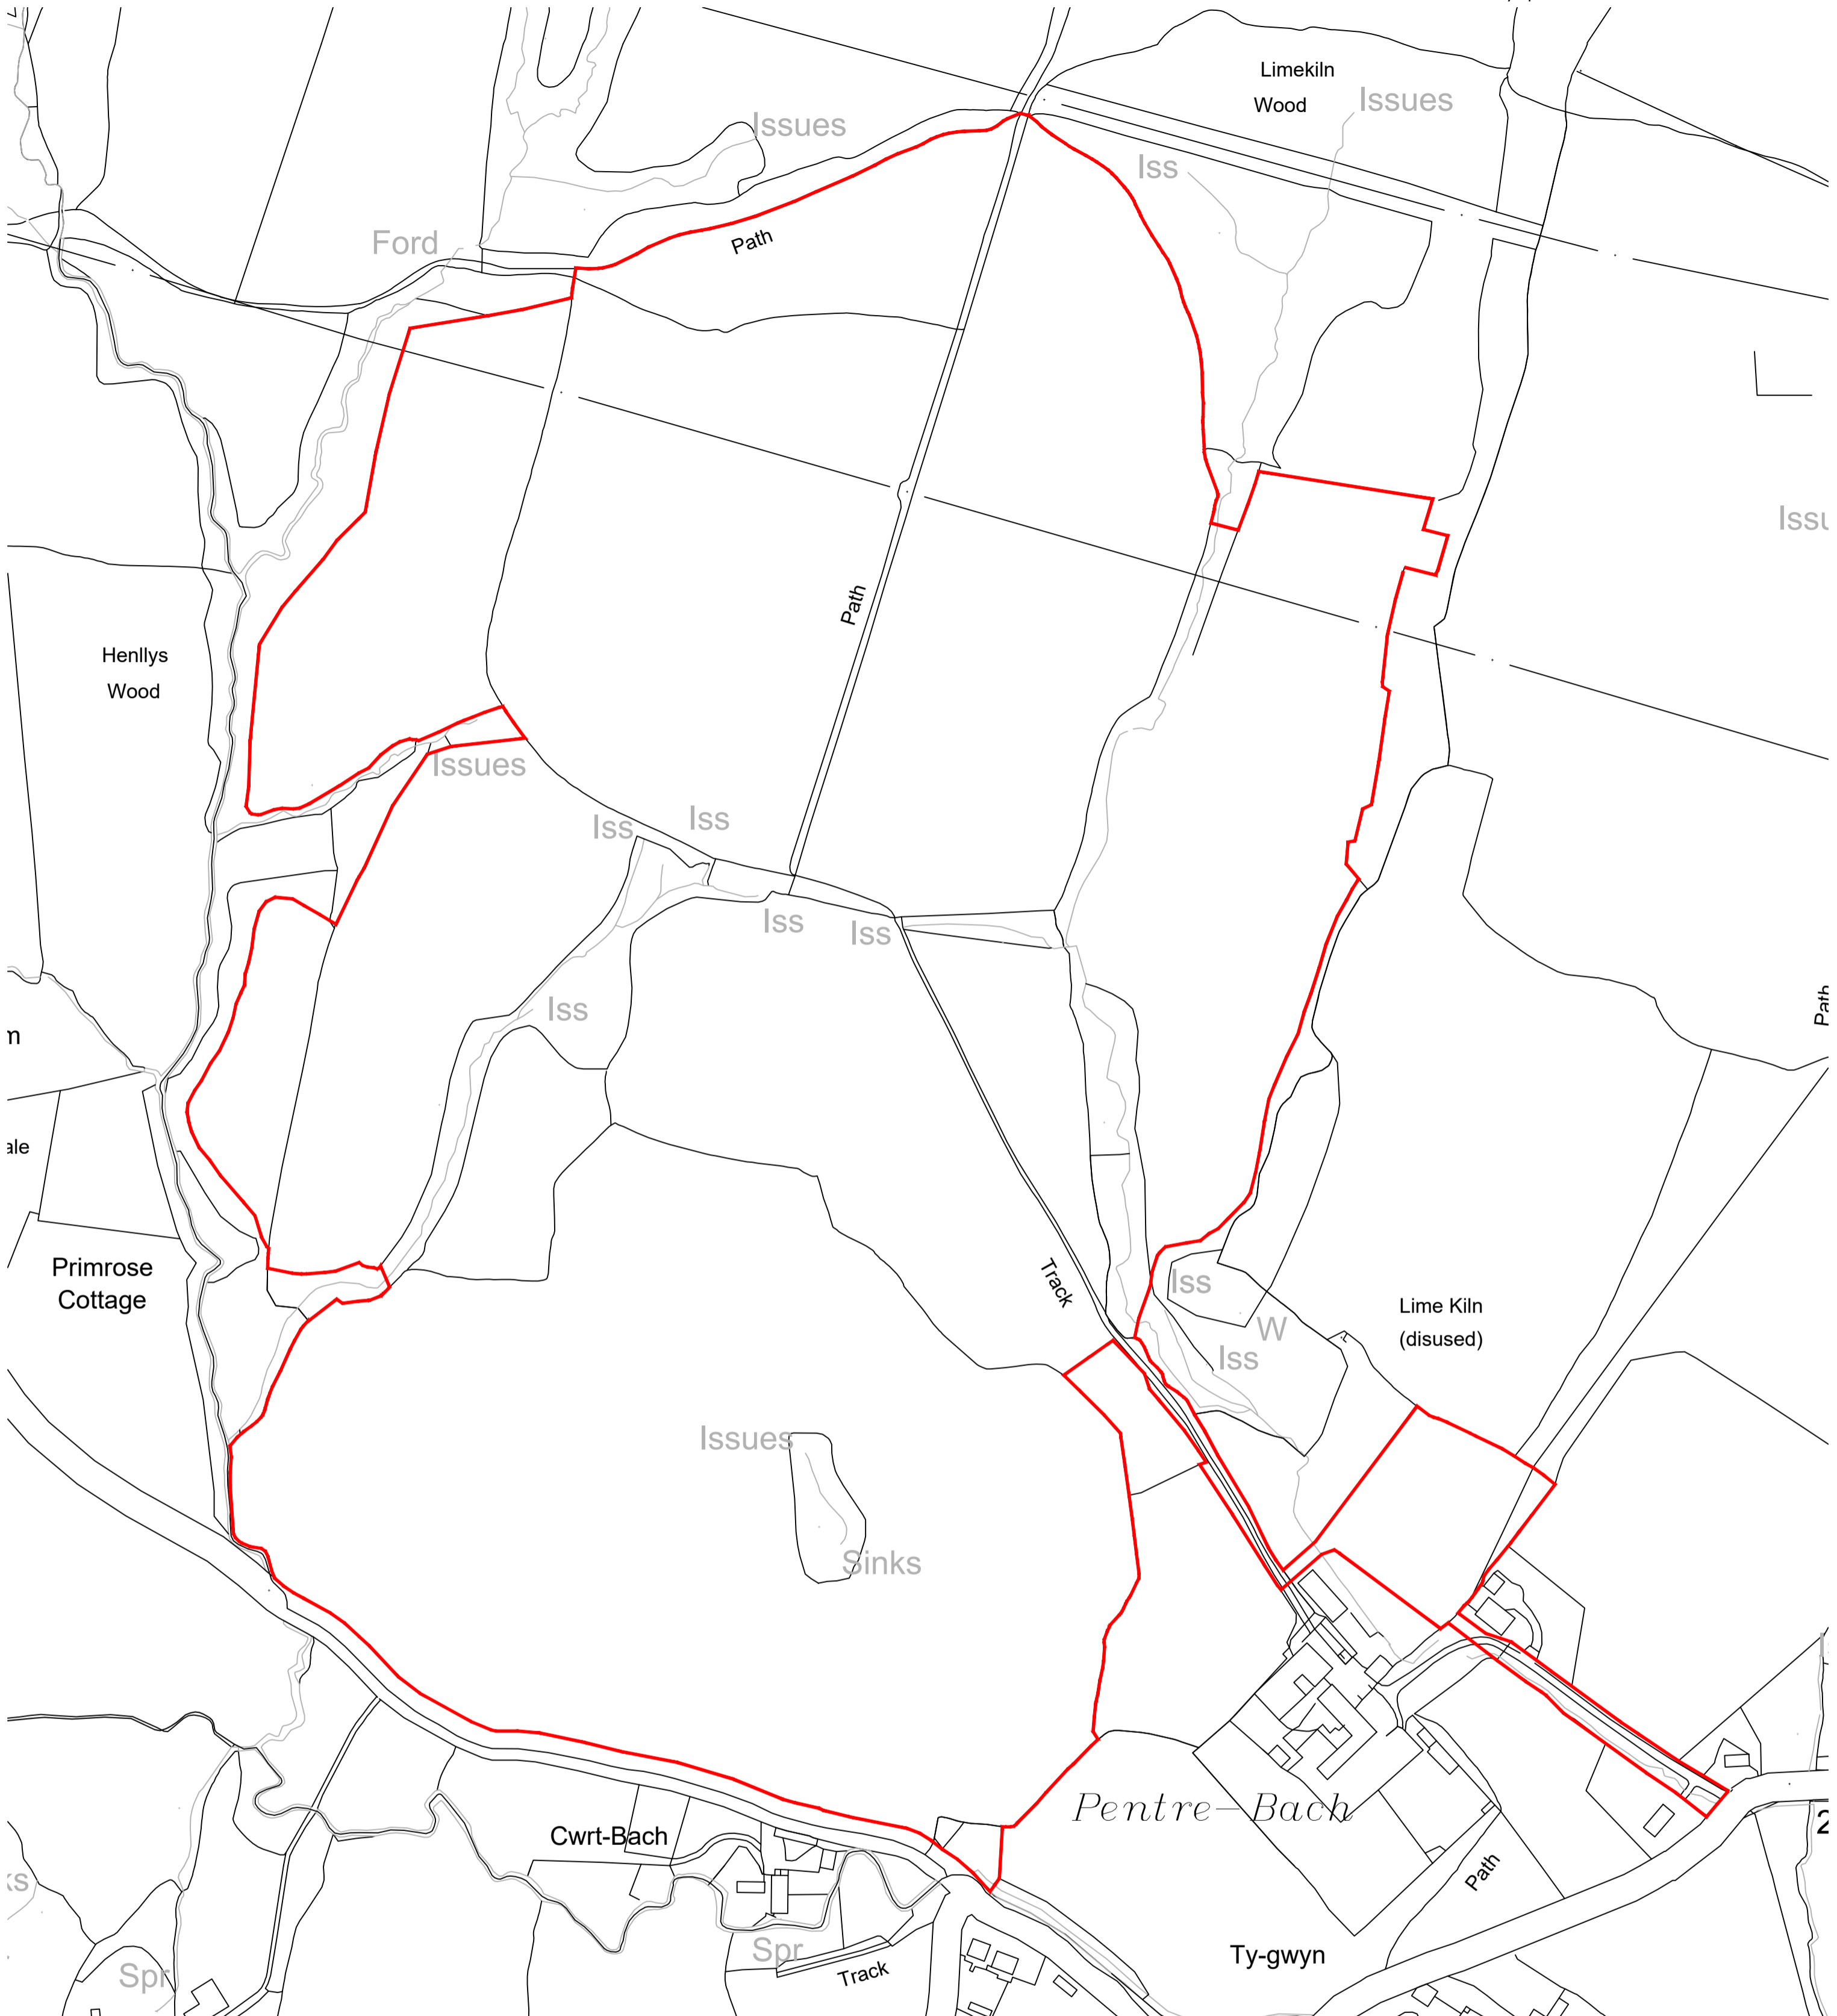 Limekiln
Wood
Issues
Issues
Iss
Path
Ford
Issu
Path
Henllys
Wood
Issues
Iss
Iss
Iss
Iss
Iss
Path
m
ale
Primrose
Cottage
Track
Iss
W
Iss
Lime Kiln
(disused)
Issues
Sinks
Pentre-Bach
Cwrt-Bach
2
Path
ks
Spr
Spr
Track
Ty-gwyn